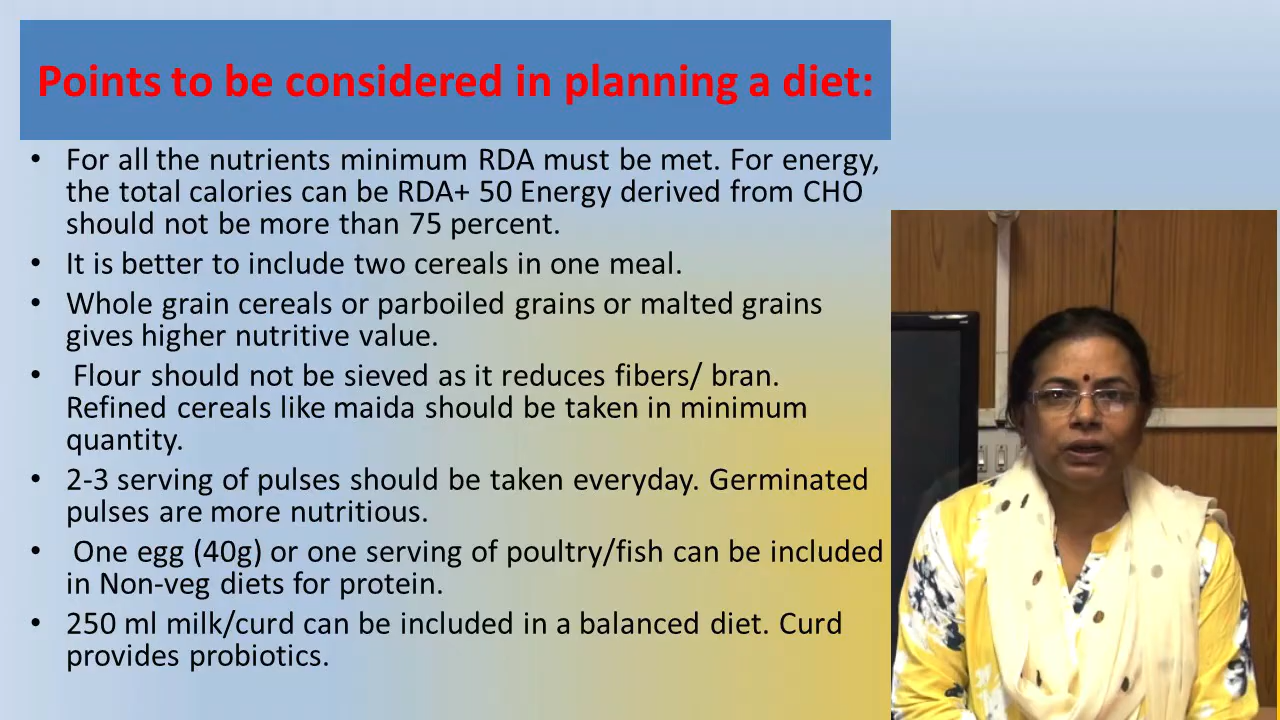 Points to be considered in planning a diet:
• For all the nutrients minimum RDA must be met. For energy,
the total calories can be RDA+ 50 Energy derived from CHO
should not be more than 75 percent.
• It is better to include two cereals in one meal.
• Whole grain cereals or parboiled grains or malted grains
gives higher nutritive value.
• Flour should not be sieved as it reduces fibers/ bran.
Refined cereals like maida should be taken in minimum
quantity.
• 2-3 serving of pulses should be taken everyday. Germinated
pulses are more nutritious.
• One egg (40g) or one serving of poultry/fish can be included
in Non-veg diets for protein.
• 250 ml milk/curd can be included in a balanced diet. Curd
provides probiotics.